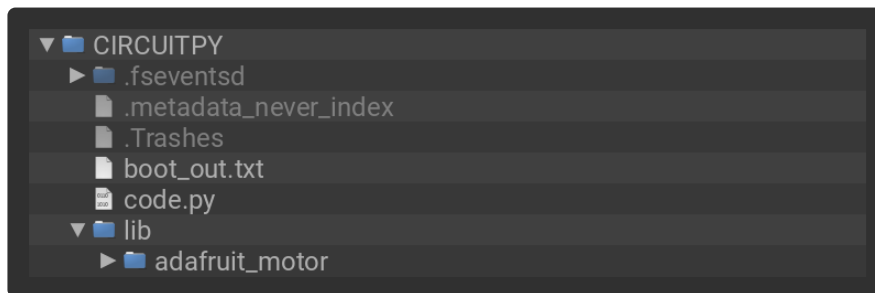 CIRCUITPY
.fseventsd
.metadata_never_index
.Trashes
boot_out.txt
code.py
lib
adafruit_motor